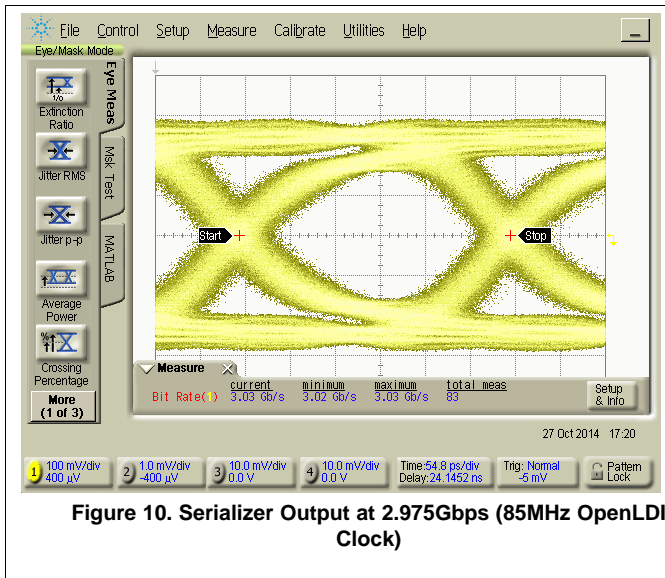 File Control Setup Measure Calibrate Utilities Help
Eye/Mask Mode
Eye Meas
Msk Test
MATLAB
1/0
Extinction
Ratio
Jitter RMS
Jitter p-p
Average
Power
%
Crossing
Percentage
More
(1 of 3)
Start
Stop
Measure
current minimum maximum total meas
Bit Rate(1) 3.03 Gb/s 3.02 Gb/s 3.03 Gb/s 83
Setup
& Info
27 Oct 2014 17:20
1 100 mV/div
400 µV
2 1.0 mV/div
-400 µV
3 10.0 mV/div
0.0 V
4 10.0 mV/div
0.0 V
Time:54.8 ps/div
Delay:24.1452 ns
Trig: Normal
-5 mV
Pattern
Lock
Figure 10. Serializer Output at 2.975Gbps (85MHz OpenLDI
Clock)